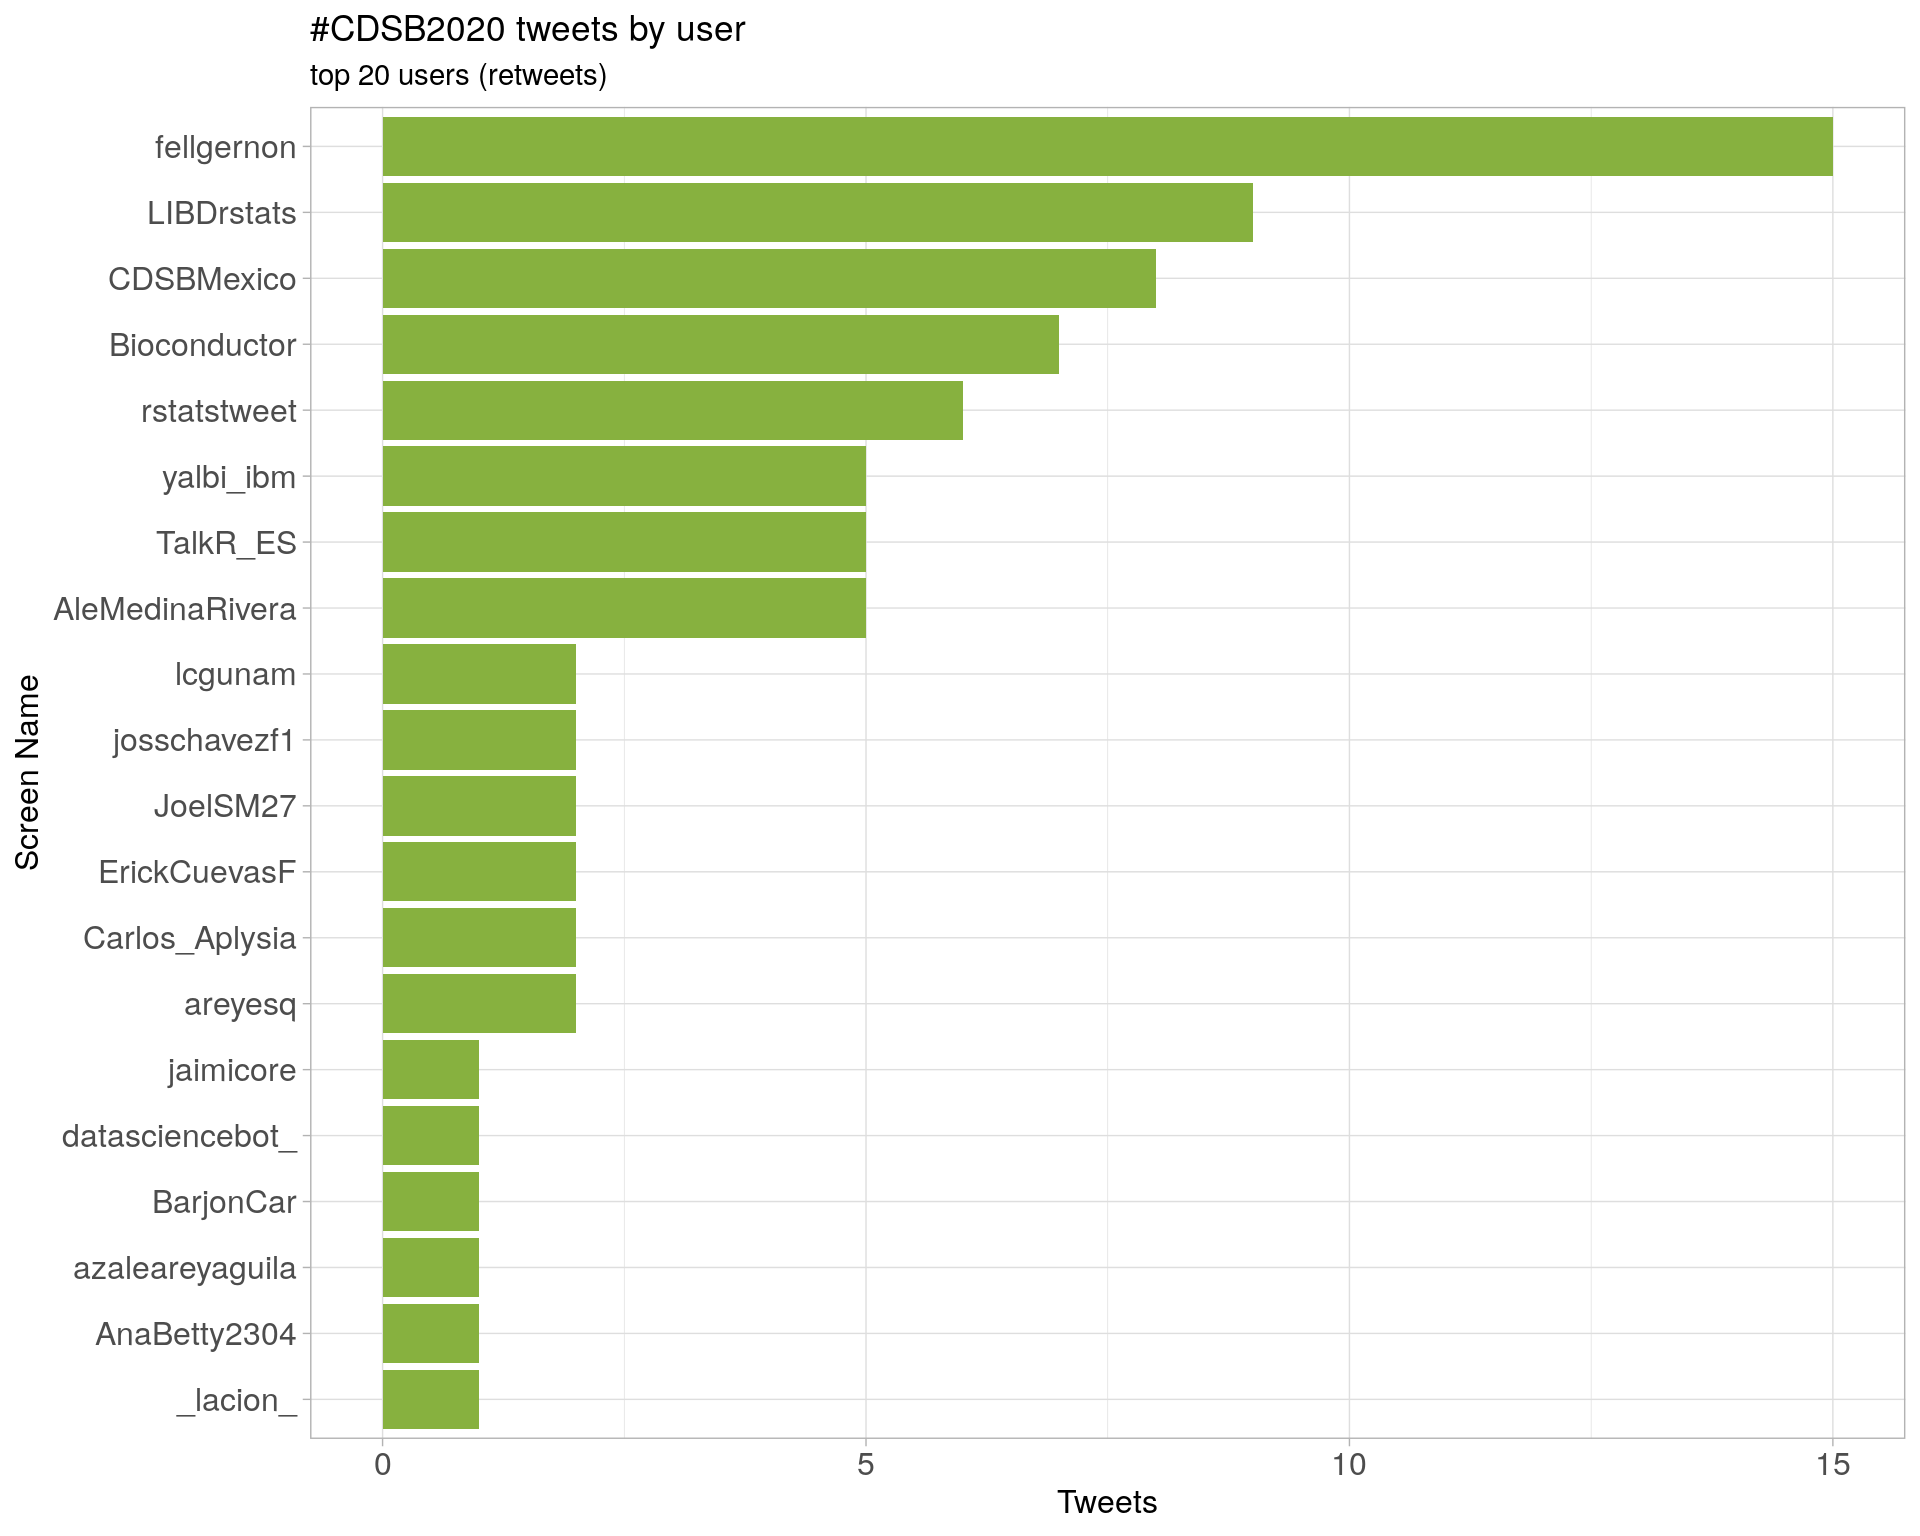 #CDSB2020 tweets by user
top 20 users (retweets)
fellgernon
LIBDrstats
CDSBMexico
Bioconductor
rstatstweet
yalbi_ibm
TalkR_ES
AleMedinaRivera
lcgunam
josschavezf1
JoelSM27
ErickCuevasF
Carlos_Aplysia
areyesq
jaimicore
datasciencebot_
BarjonCar
azaleareyaguila
AnaBetty2304
_lacion_
Screen Name
0 5 10 15
Tweets